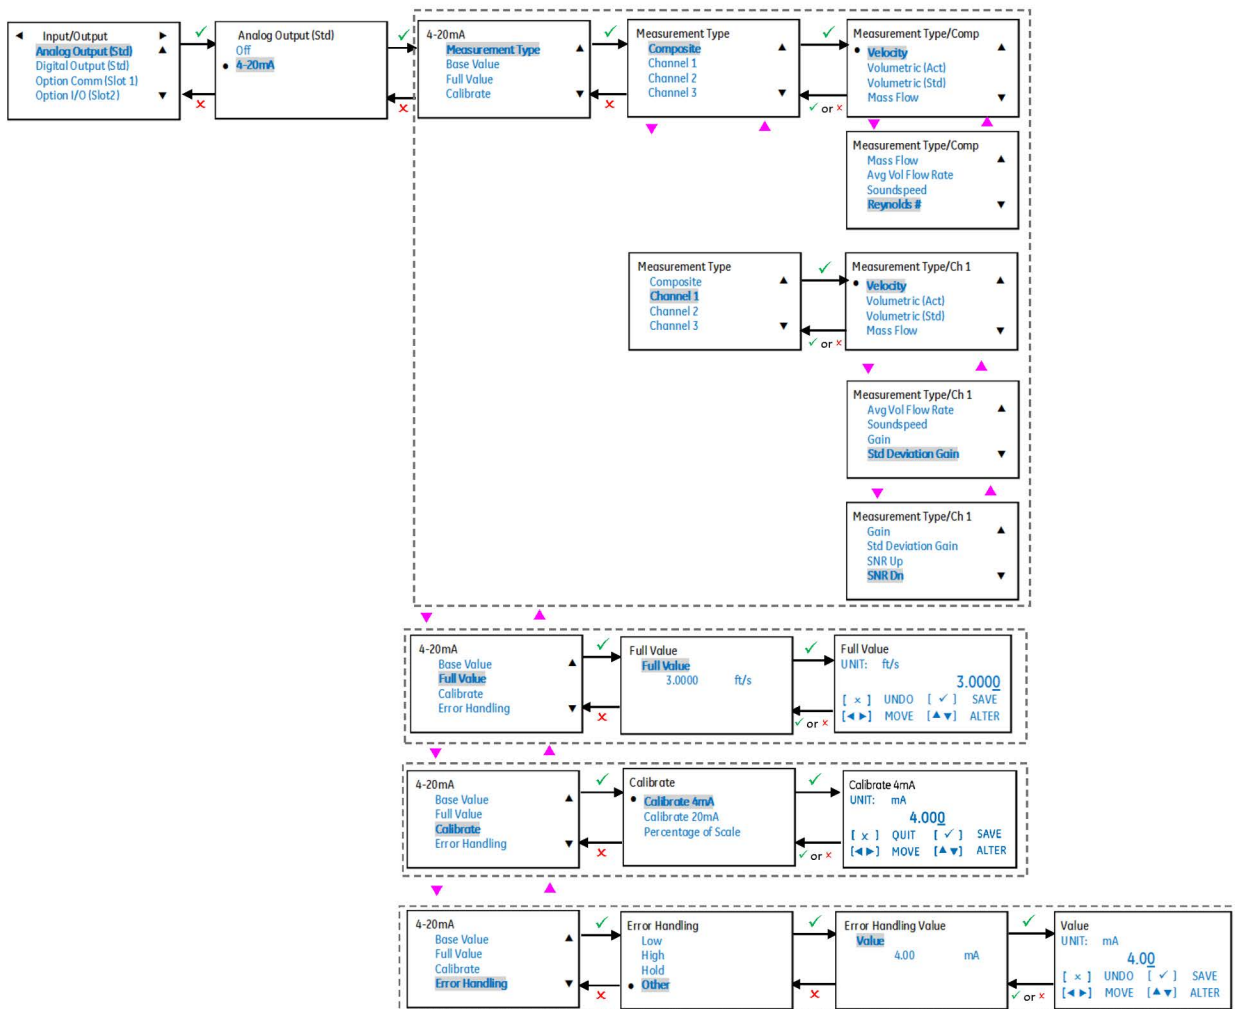 Input/Output
Analog Output (Std)
Digital Output (Std)
Option Comm (Slot 1)
Option I/O (Slot2)
Analog Output (Std)
Off
4-20mA
4-20mA
Measurement Type
Base Value
Full Value
Calibrate
Measurement Type
Composite
Channel 1
Channel 2
Channel 3
Measurement Type/Comp
Velocity
Volumetric (Act)
Volumetric (Std)
Mass Flow
✓ or x
Measurement Type/Comp
Mass Flow
Avg Vol Flow Rate
Soundspeed
Reynolds #
Measurement Type
Composite
Channel 1
Channel 2
Channel 3
Measurement Type/Ch 1
Velocity
Volumetric (Act)
Volumetric (Std)
Mass Flow
✓ or x
Measurement Type/Ch 1
Avg Vol Flow Rate
Soundspeed
Gain
Std Deviation Gain
Measurement Type/Ch 1
Gain
Std Deviation Gain
SNR Up
SNR Dn
4-20mA
Base Value
Full Value
Calibrate
Error Handling
Full Value
Full Value
3.0000 ft/s
Full Value
UNIT: ft/s
3.0000
[ x ] UNDO [ ✓ ] SAVE
[◄ ►] MOVE [▲ ▼] ALTER
✓ or x
4-20mA
Base Value
Full Value
Calibrate
Error Handling
Calibrate
Calibrate 4mA
Calibrate 20mA
Percentage of Scale
Calibrate 4mA
UNIT: mA
4.000
[ x ] QUIT [ ✓ ] SAVE
[◄ ►] MOVE [▲ ▼] ALTER
✓ or x
4-20mA
Base Value
Full Value
Calibrate
Error Handling
Error Handling
Low
High
Hold
Other
Error Handling Value
Value
4.00 mA
Value
UNIT: mA
4.00
[ x ] UNDO [ ✓ ] SAVE
[◄ ►] MOVE [▲ ▼] ALTER
✓ or x